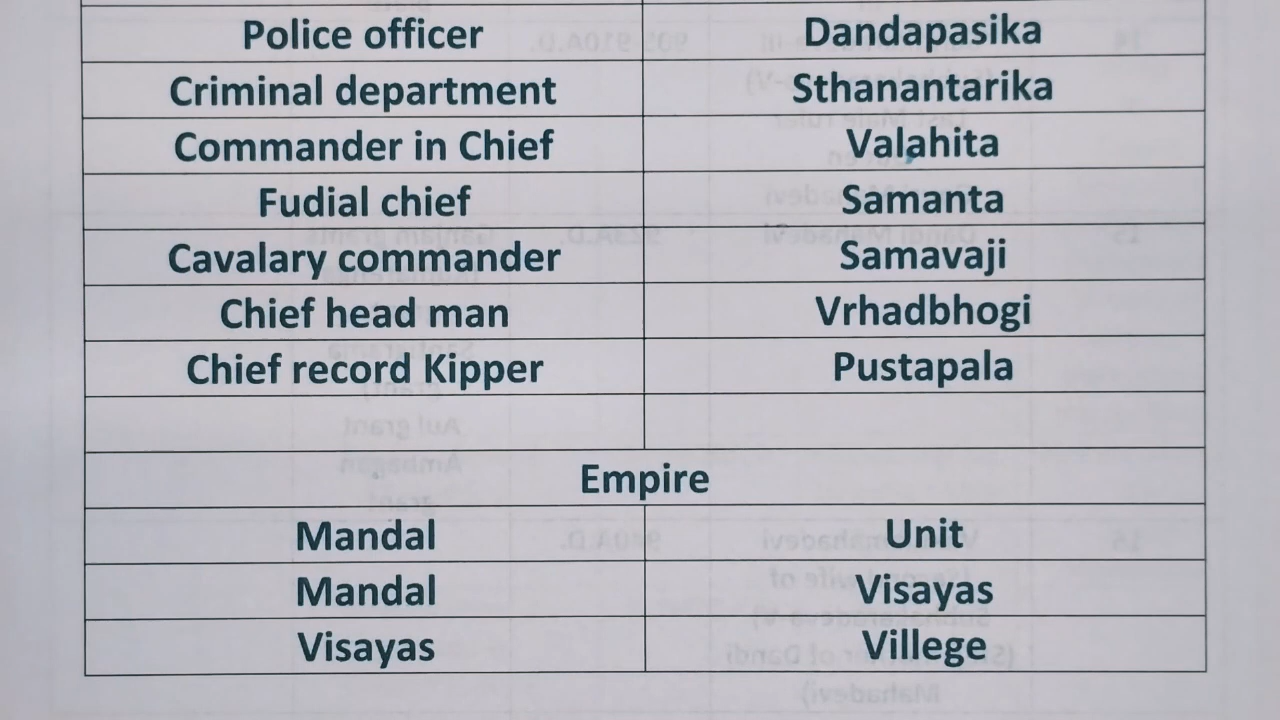 Police officer Dandapasika
Criminal department Sthanantarika
Commander in Chief Valahita
Fudial chief Samanta
Cavalary commander Samavaji
Chief head man Vrhadbhogi
Chief record Kipper Pustapala
Empire
Mandal Unit
Mandal Visayas
Visayas Villege